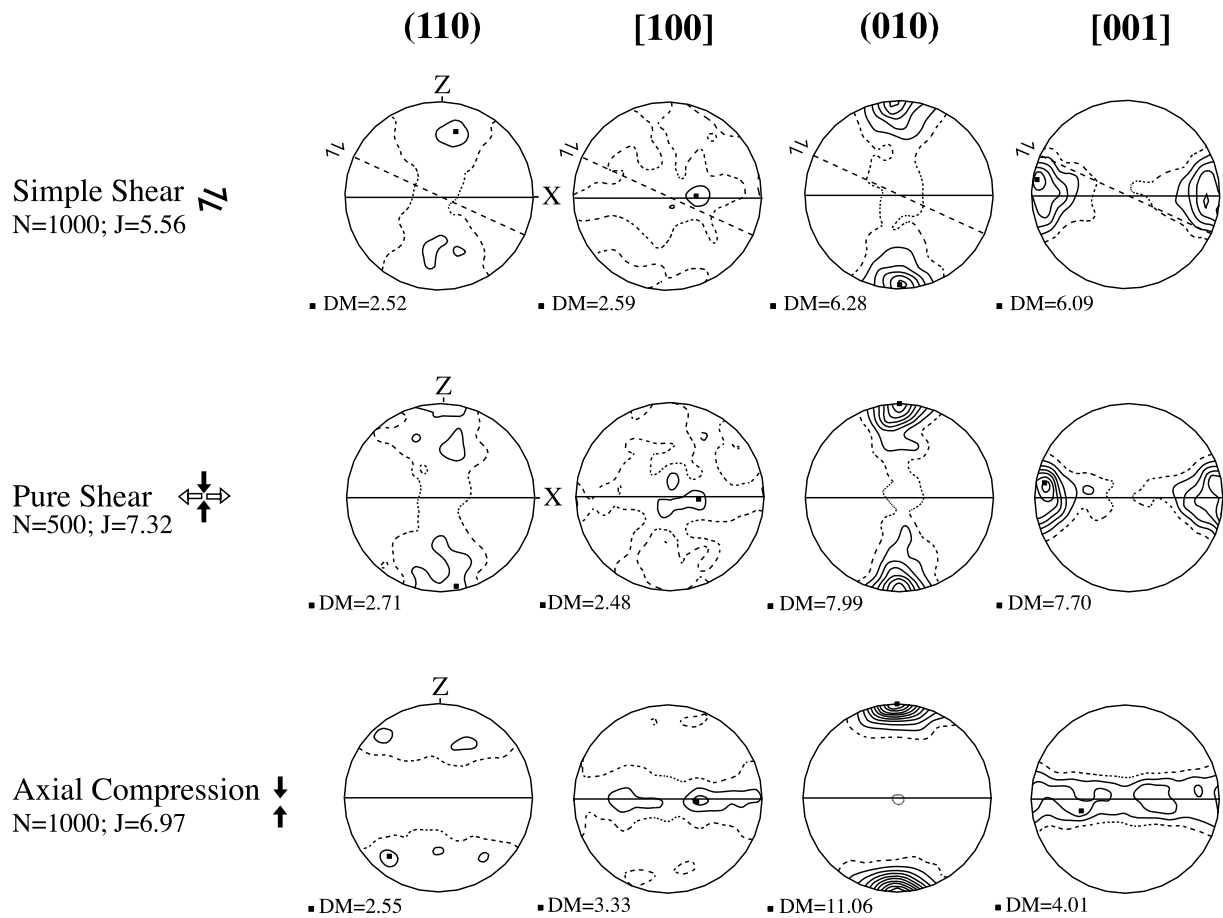 (110) [100] (010) [001]
Z
Simple Shear
N=1000; J=5.56
X
DM=2.52 DM=2.59 DM=6.28 DM=6.09
Z
Pure Shear
N=500; J=7.32
X
DM=2.71 DM=2.48 DM=7.99 DM=7.70
Z
Axial Compression
N=1000; J=6.97
DM=2.55 DM=3.33 DM=11.06 DM=4.01